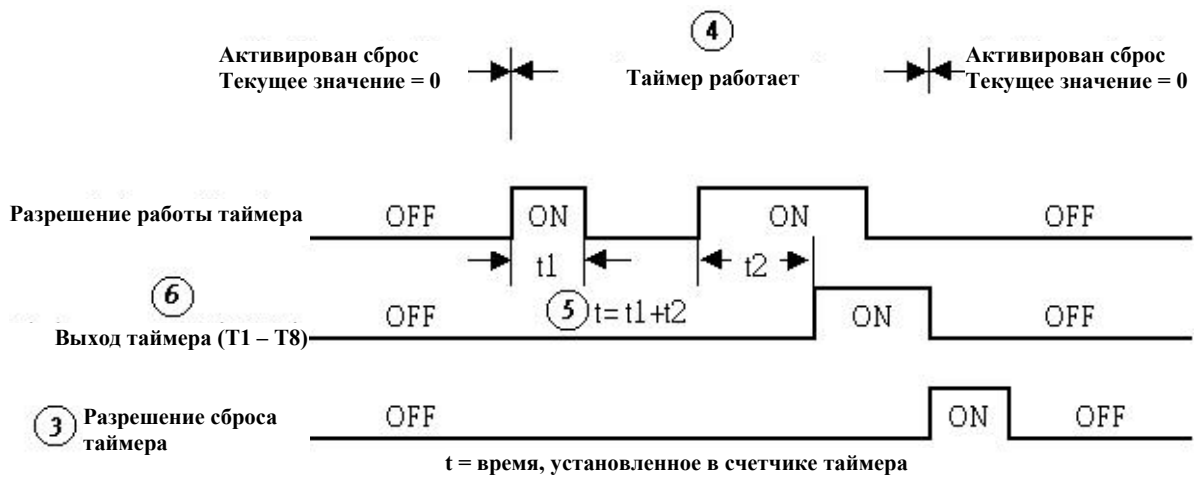 4
Активирован сброс
Текущее значение = 0
Таймер работает
Активирован сброс
Текущее значение = 0
Разрешение работы таймера
OFF
ON
ON
OFF
t1
t2
6
Выход таймера (Т1 – Т8)
OFF
5
t= t1+t2
ON
OFF
3
Разрешение сброса
таймера
OFF
ON
OFF
t = время, установленное в счетчике таймера